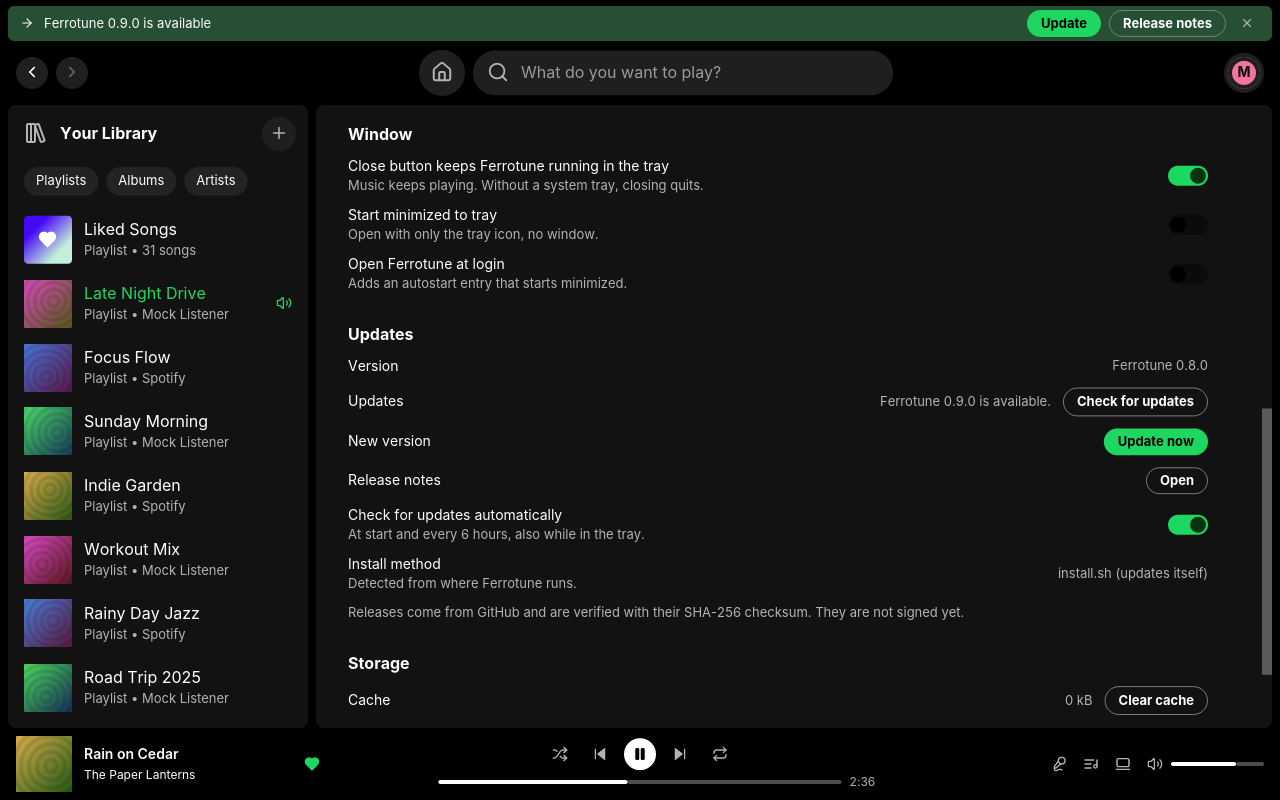 Ferrotune 0.9.0 is available
Update
Release notes
What do you want to play?
M
Your Library
Playlists
Albums
Artists
Liked Songs
Playlist • 31 songs
Late Night Drive
Playlist • Mock Listener
Focus Flow
Playlist • Spotify
Sunday Morning
Playlist • Mock Listener
Indie Garden
Playlist • Spotify
Workout Mix
Playlist • Mock Listener
Rainy Day Jazz
Playlist • Spotify
Road Trip 2025
Playlist • Mock Listener
Window
Close button keeps Ferrotune running in the tray
Music keeps playing. Without a system tray, closing quits.
Start minimized to tray
Open with only the tray icon, no window.
Open Ferrotune at login
Adds an autostart entry that starts minimized.
Updates
Version
Ferrotune 0.8.0
Updates
Ferrotune 0.9.0 is available.
Check for updates
New version
Update now
Release notes
Open
Check for updates automatically
At start and every 6 hours, also while in the tray.
Install method
Detected from where Ferrotune runs.
install.sh (updates itself)
Releases come from GitHub and are verified with their SHA-256 checksum. They are not signed yet.
Storage
Cache
0 kB
Clear cache
Rain on Cedar
The Paper Lanterns
2:36